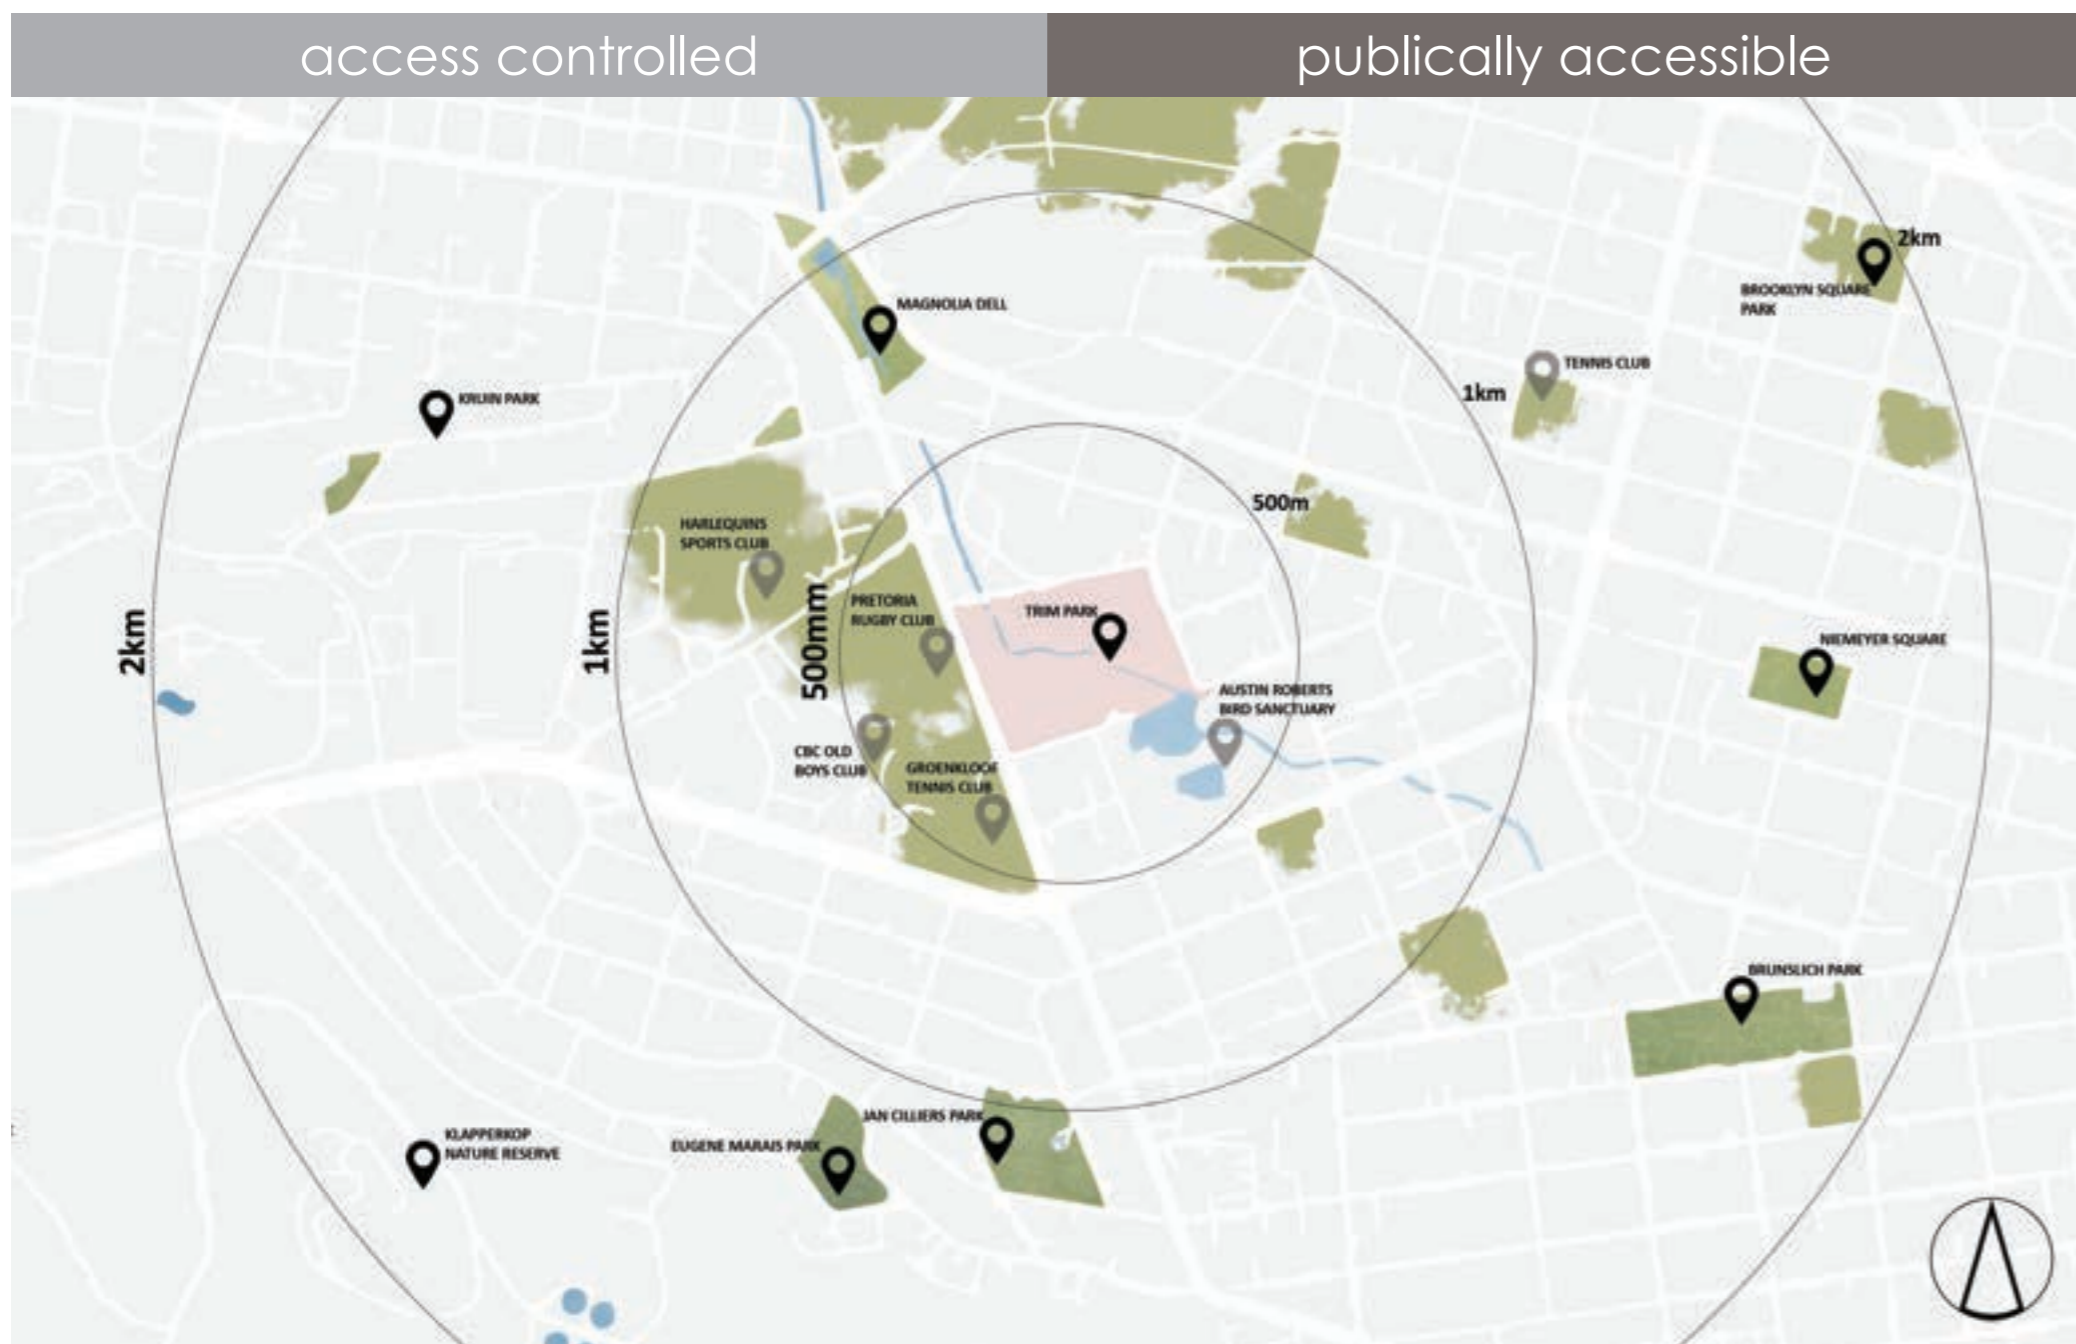 access controlled
publically accessible
2km
BROOKLYN SQUARE
PARK
MAGNOLIA DELL
TENNIS CLUB
1km
KRUIN PARK
500m
HARLEQUINS
SPORTS CLUB
PRETORIA
RUGBY CLUB
TRIM PARK
2km
1km
500mm
NIEMEYER SQUARE
AUSTIN ROBERTS
BIRD SANCTUARY
CBC OLD
BOYS CLUB
GROENKLOOF
TENNIS CLUB
BRUNSLICH PARK
JAN CILLIERS PARK
EUGENE MARAIS PARK
KLAPPERKOP
NATURE RESERVE